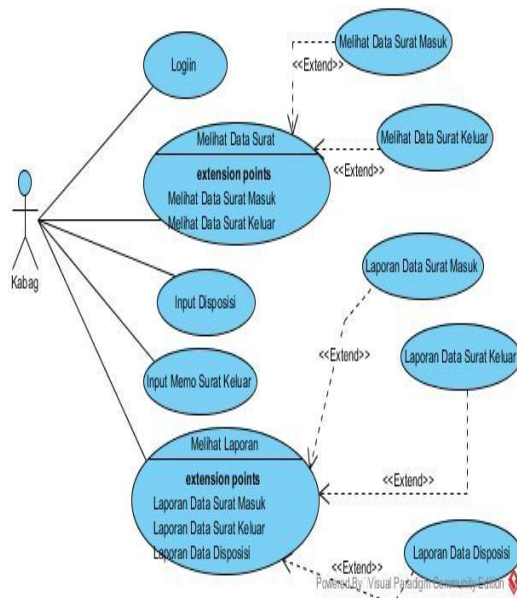 Melihat Data Surat Masuk
<<Extend>>
Logiin
Melihat Data Surat
Melihat Data Surat Keluar
<<Extend>>
extension points
Melihat Data Surat Masuk
Melihat Data Surat Keluar
Kabag
Laporan Data Surat Masuk
Input Disposisi
<<Extend>>
Laporan Data Surat Keluar
Input Memo Surat Keluar
Melihat Laporan
extension points
<<Extend>>
Laporan Data Surat Masuk
Laporan Data Surat Keluar
Laporan Data Disposisi
<<Extend>>
Laporan Data Disposisi
Powered By Visual Paradigm Community Edition